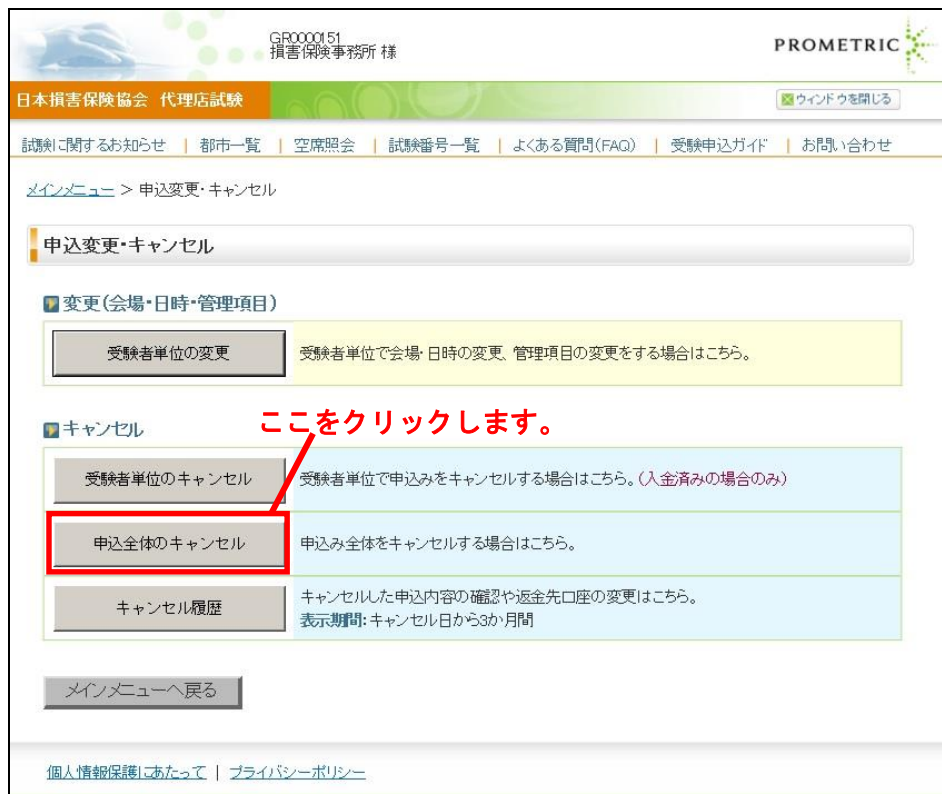 GR0000151
損害保険事務所 様
PROMETRIC
日本損害保険協会 代理店試験
ウィンドウを閉じる
試験に関するお知らせ | 都市一覧 | 空席照会 | 試験番号一覧 | よくある質問(FAQ) | 受験申込ガイド | お問い合わせ
メインメニュー > 申込変更・キャンセル
申込変更・キャンセル
変更(会場・日時・管理項目)
受験者単位の変更
受験者単位で会場・日時の変更、管理項目の変更をする場合はこちら。
ここをクリックします。
キャンセル
受験者単位のキャンセル
受験者単位で申込みをキャンセルする場合はこちら。(入金済みの場合のみ)
申込全体のキャンセル
申込み全体をキャンセルする場合はこちら。
キャンセル履歴
キャンセルした申込内容の確認や返金先口座の変更はこちら。
表示期間:キャンセル日から3か月間
メインメニューへ戻る
個人情報保護にあたって | プライバシーポリシー